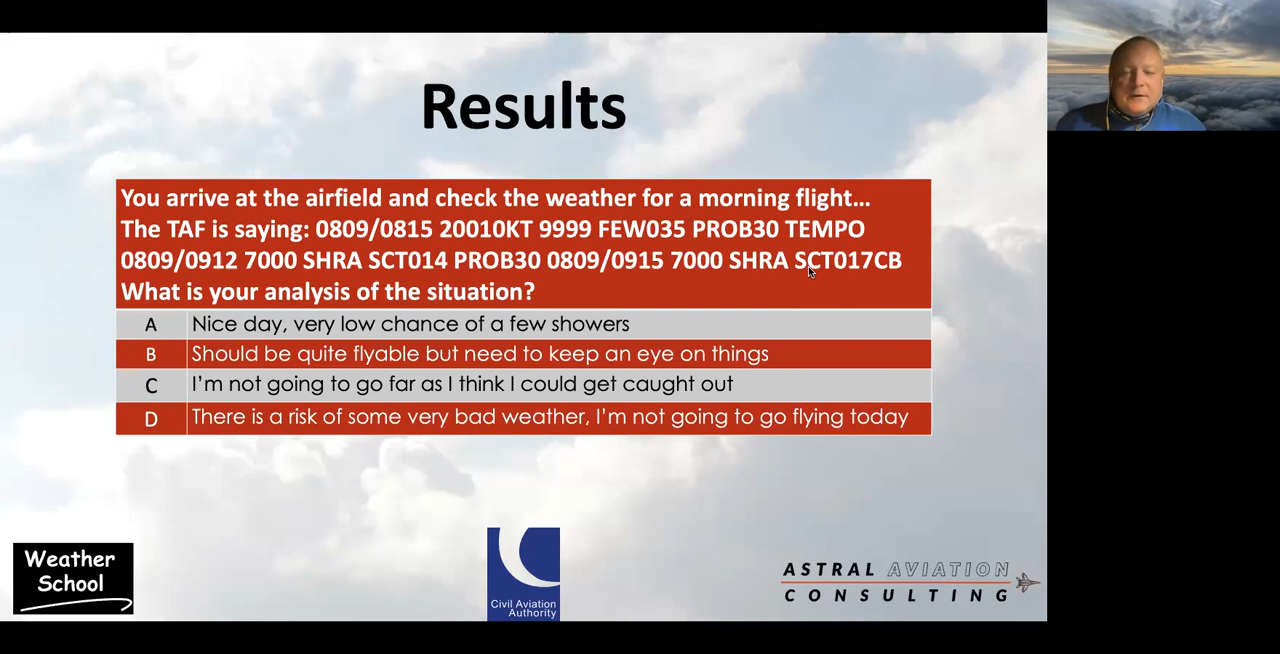 Results
You arrive at the airfield and check the weather for a morning flight...
The TAF is saying: 0809/0815 20010KT 9999 FEW035 PROB30 TEMPO
0809/0912 7000 SHRA SCT014 PROB30 0809/0915 7000 SHRA SCT017CB
What is your analysis of the situation?
A Nice day, very low chance of a few showers
B Should be quite flyable but need to keep an eye on things
C I'm not going to go far as I think I could get caught out
D There is a risk of some very bad weather, I'm not going to go flying today
Weather
School
Civil Aviation
Authority
ASTRAL AVIATION
CONSULTING